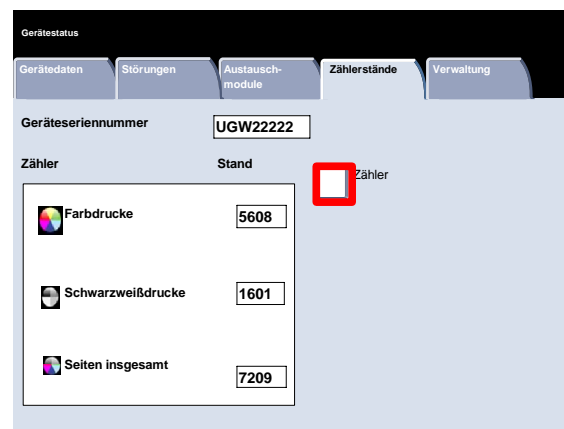 Gerätestatus
Gerätedaten Störungen Austausch- Zählerstände Verwaltung
module
Geräteseriennummer UGW22222
Zähler Stand
Zähler
Farbdrucke 5608
Schwarzweißdrucke 1601
Seiten insgesamt 7209